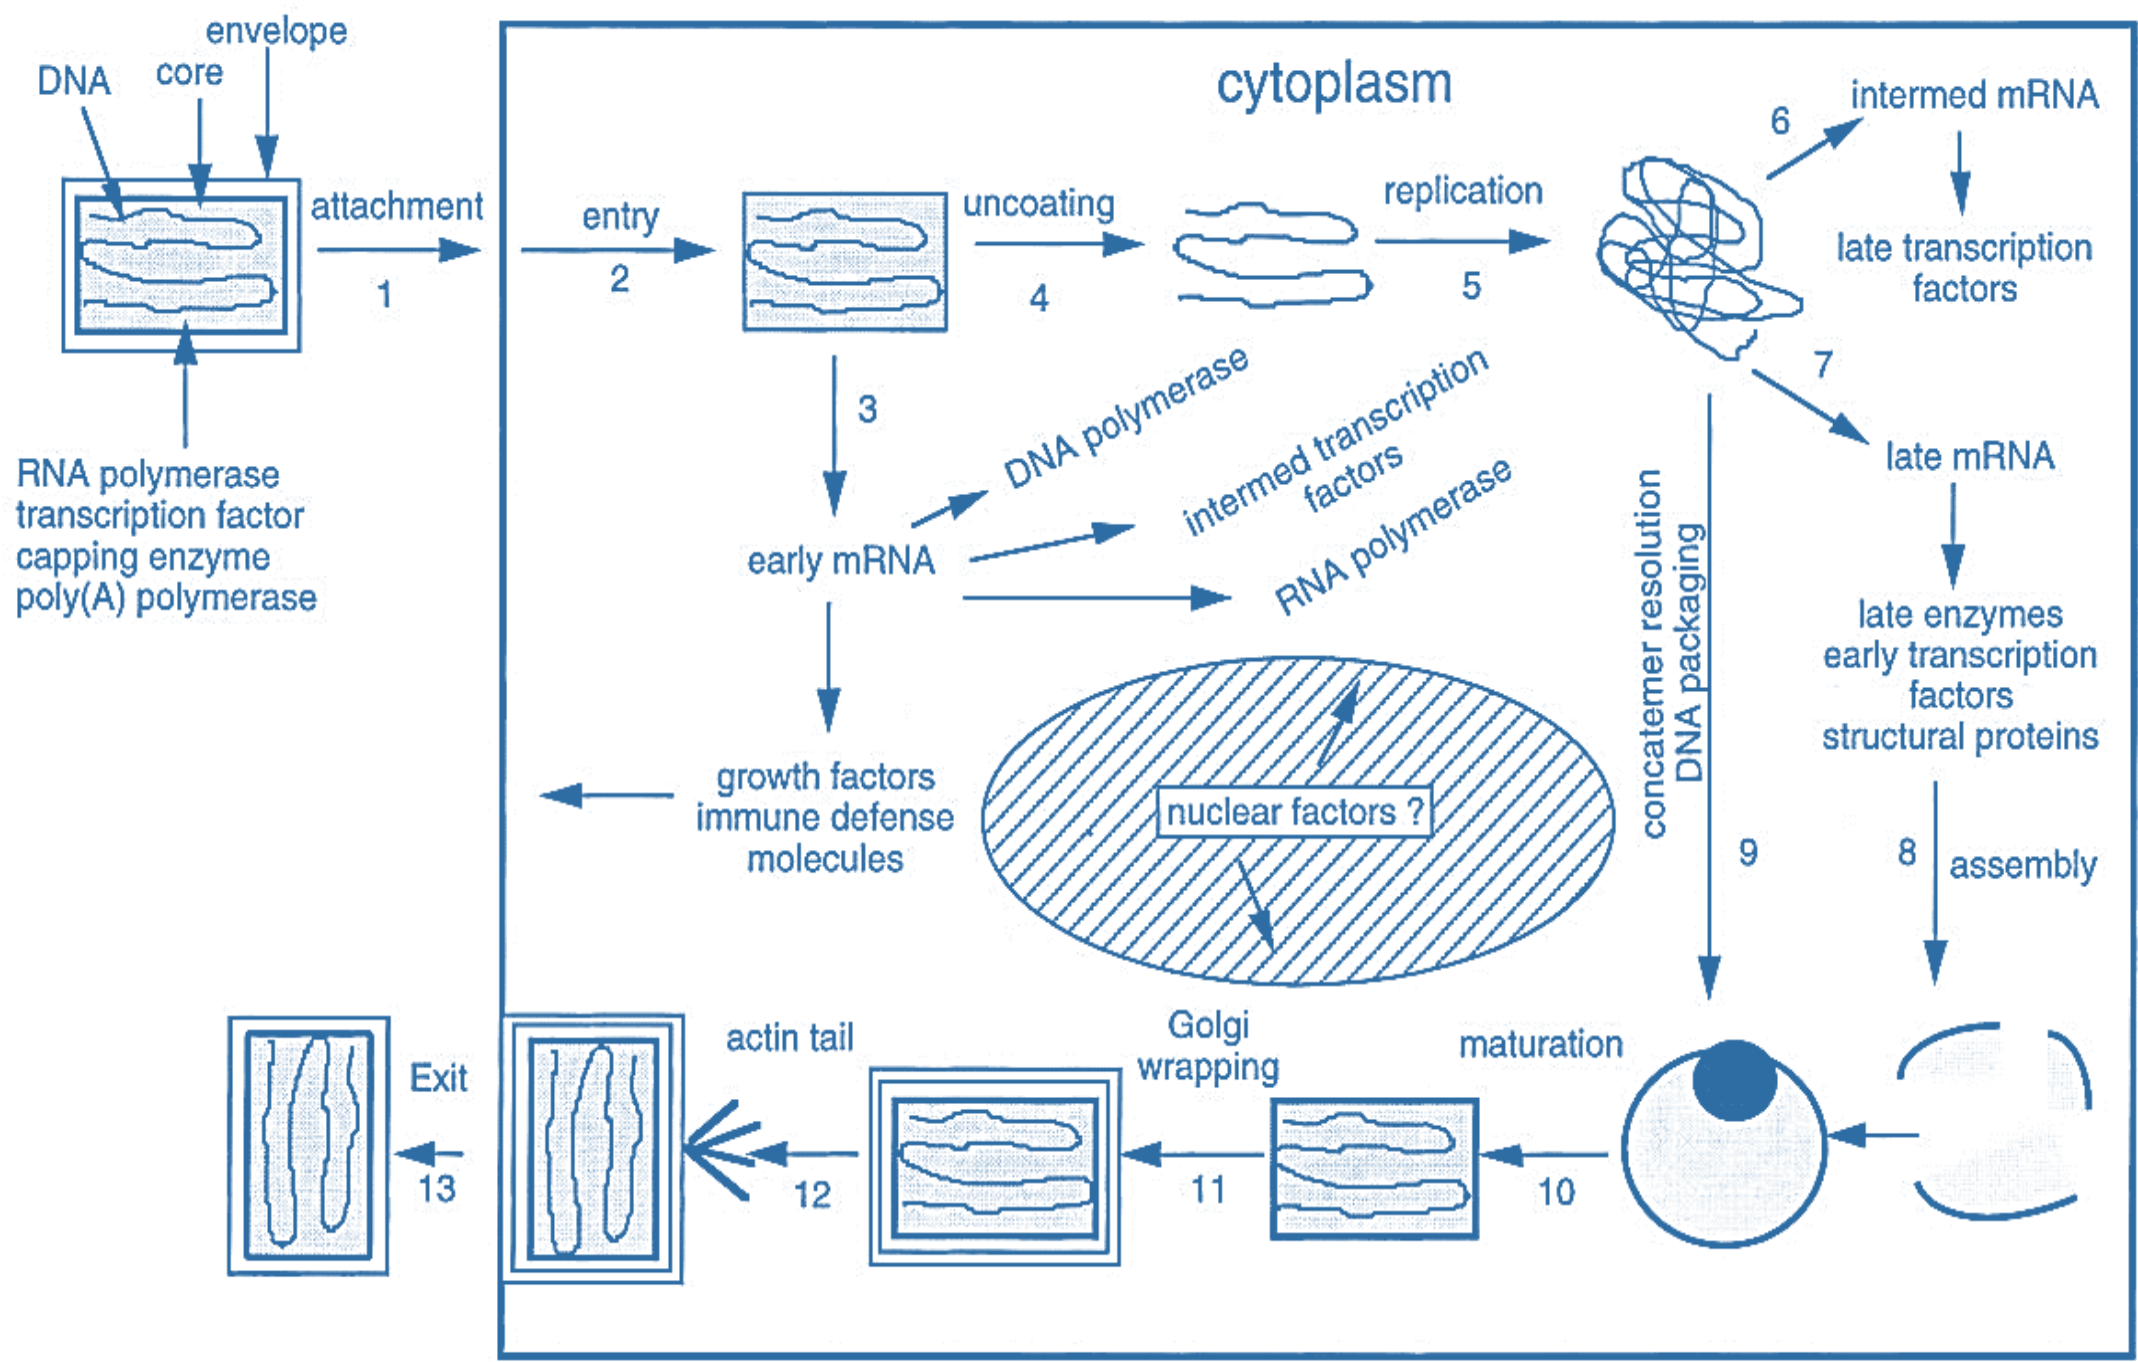 envelope
DNA
core
cytoplasm
attachment
1
entry
2
uncoating
4
replication
5
6
intermed mRNA
late transcription
factors
RNA polymerase
transcription factor
capping enzyme
poly(A) polymerase
3
early mRNA
DNA polymerase
intermed transcription
factors
RNA polymerase
7
late mRNA
late enzymes
early transcription
factors
structural proteins
concatemer resolution
DNA packaging
9
8
assembly
growth factors
immune defense
molecules
nuclear factors ?
Exit
13
actin tail
12
Golgi
wrapping
11
maturation
10